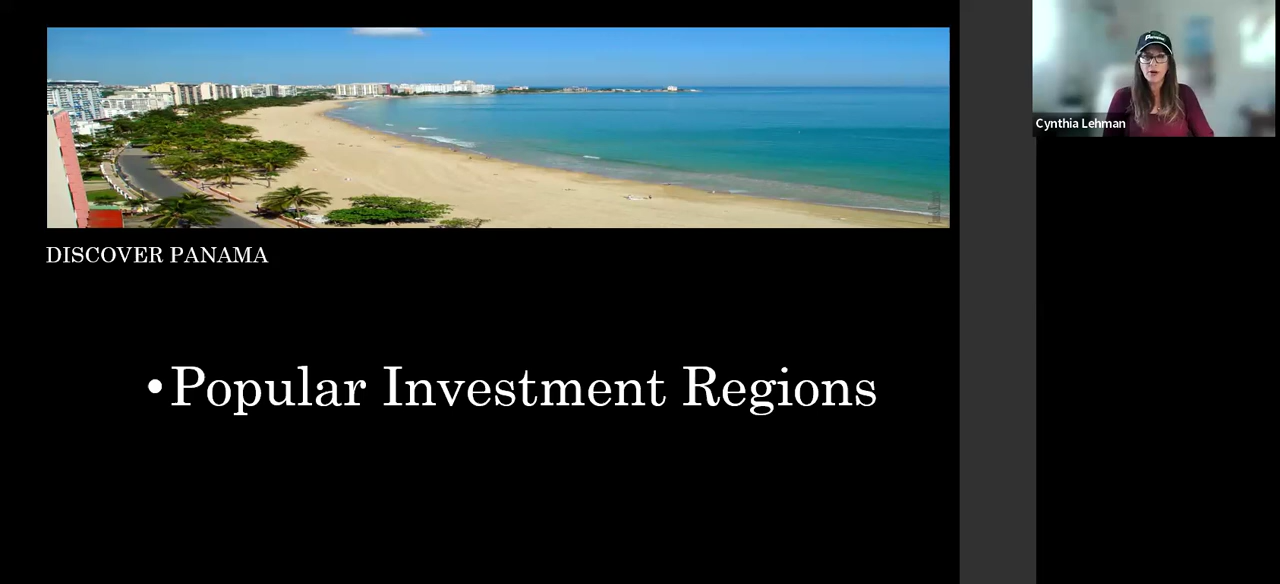 DISCOVER PANAMA
• Popular Investment Regions
Cynthia Lehman